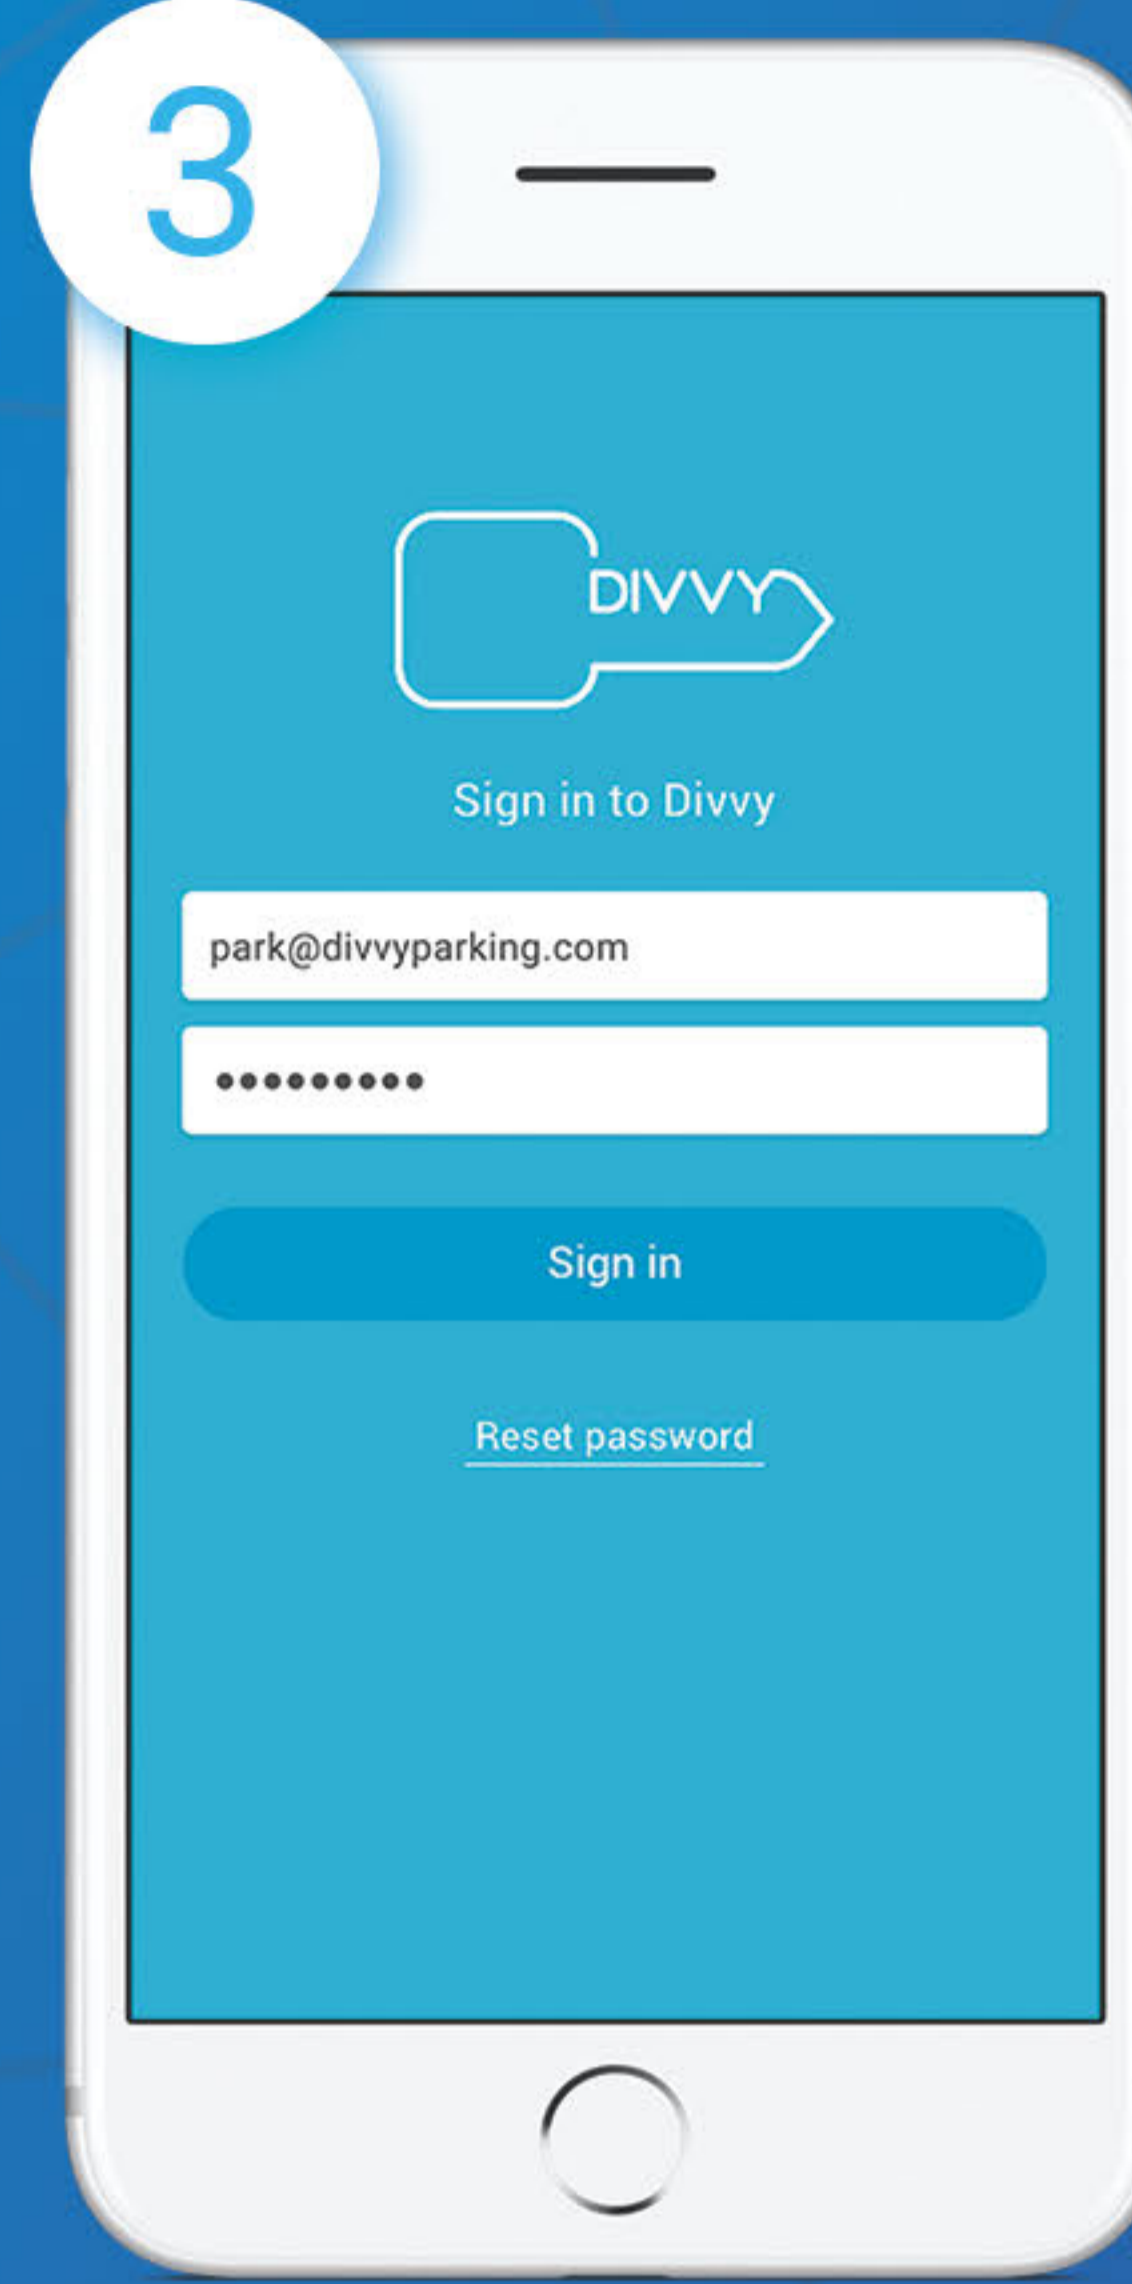 3
DIVVY
Sign in to Divvy
park@divvyparking.com
•••••••••
Sign in
Reset password